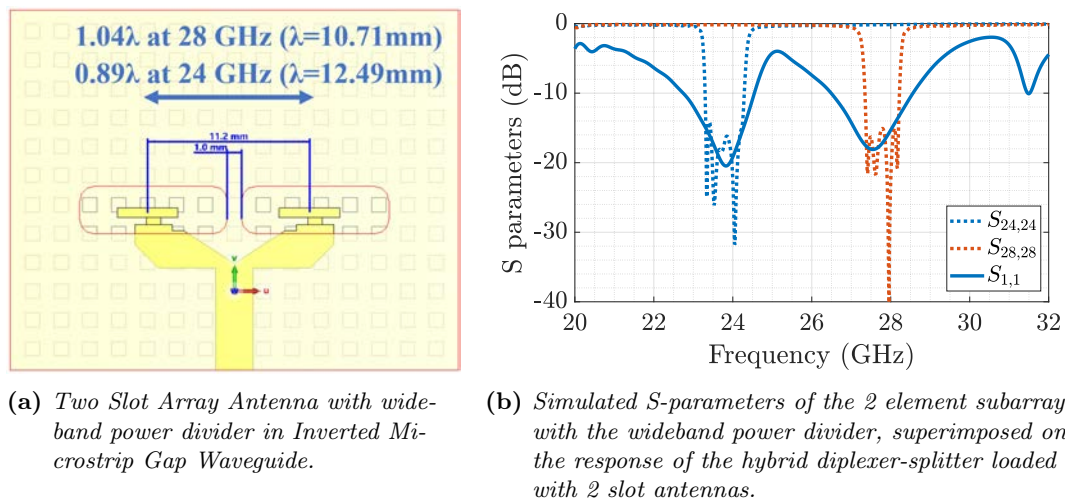 1.04λ at 28 GHz (λ=10.71mm)
0.89λ at 24 GHz (λ=12.49mm)
11.2 mm
1.0 mm
v
u
0
-10
-20
-30
-40
S parameters (dB)
20 22 24 26 28 30 32
Frequency (GHz)
S24,24
S28,28
S1,1
(a) Two Slot Array Antenna with wide-
band power divider in Inverted Mi-
crostrip Gap Waveguide.
(b) Simulated S-parameters of the 2 element subarray
with the wideband power divider, superimposed on
the response of the hybrid diplexer-splitter loaded
with 2 slot antennas.